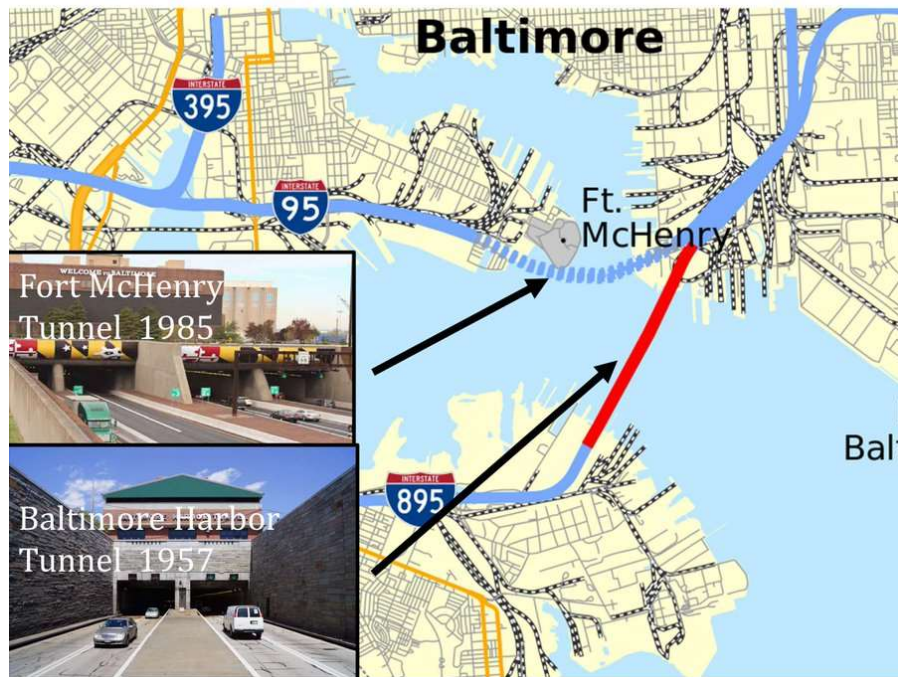 Baltimore
INTERSTATE
395
INTERSTATE
95
Ft.
McHenry
WELCOME TO BALTIMORE
Fort McHenry
Tunnel 1985
INTERSTATE
895
Balt
Baltimore Harbor
Tunnel 1957